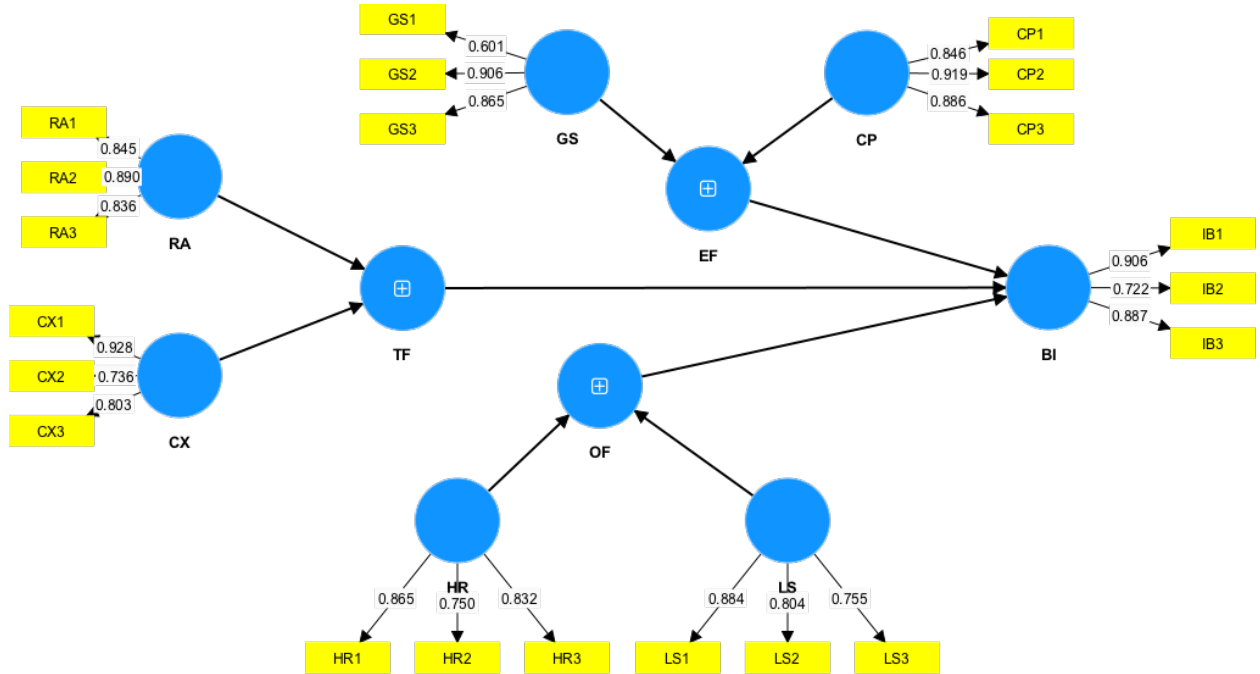 GS1
0.601
GS2
0.906
GS3
0.865
GS
CP1
0.846
CP2
0.919
CP3
0.886
CP
RA1
0.845
RA2
0.890
RA3
0.836
RA
EF
IB1
0.906
IB2
0.722
IB3
0.887
BI
TF
CX1
0.928
CX2
0.736
CX3
0.803
CX
OF
HR
0.865
0.750
0.832
HR1
HR2
HR3
LS
0.884
0.804
0.755
LS1
LS2
LS3